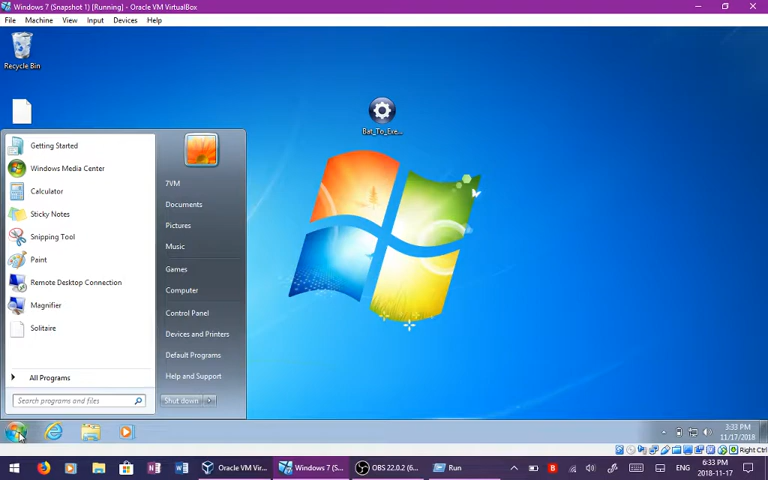 Windows 7 (Snapshot 1) [Running] - Oracle VM VirtualBox
File Machine View Input Devices Help
Recycle Bin
Bat_To_Exe...
Getting Started
Windows Media Center
Calculator
Sticky Notes
Snipping Tool
Paint
Remote Desktop Connection
Magnifier
Solitaire
All Programs
Search programs and files
7VM
Documents
Pictures
Music
Games
Computer
Control Panel
Devices and Printers
Default Programs
Help and Support
Shut down
3:33 PM
11/17/2018
Right Ctrl
Oracle VM Vir...
Windows 7 (S...
OBS 22.0.2 (6...
Run
ENG
6:33 PM
2018-11-17